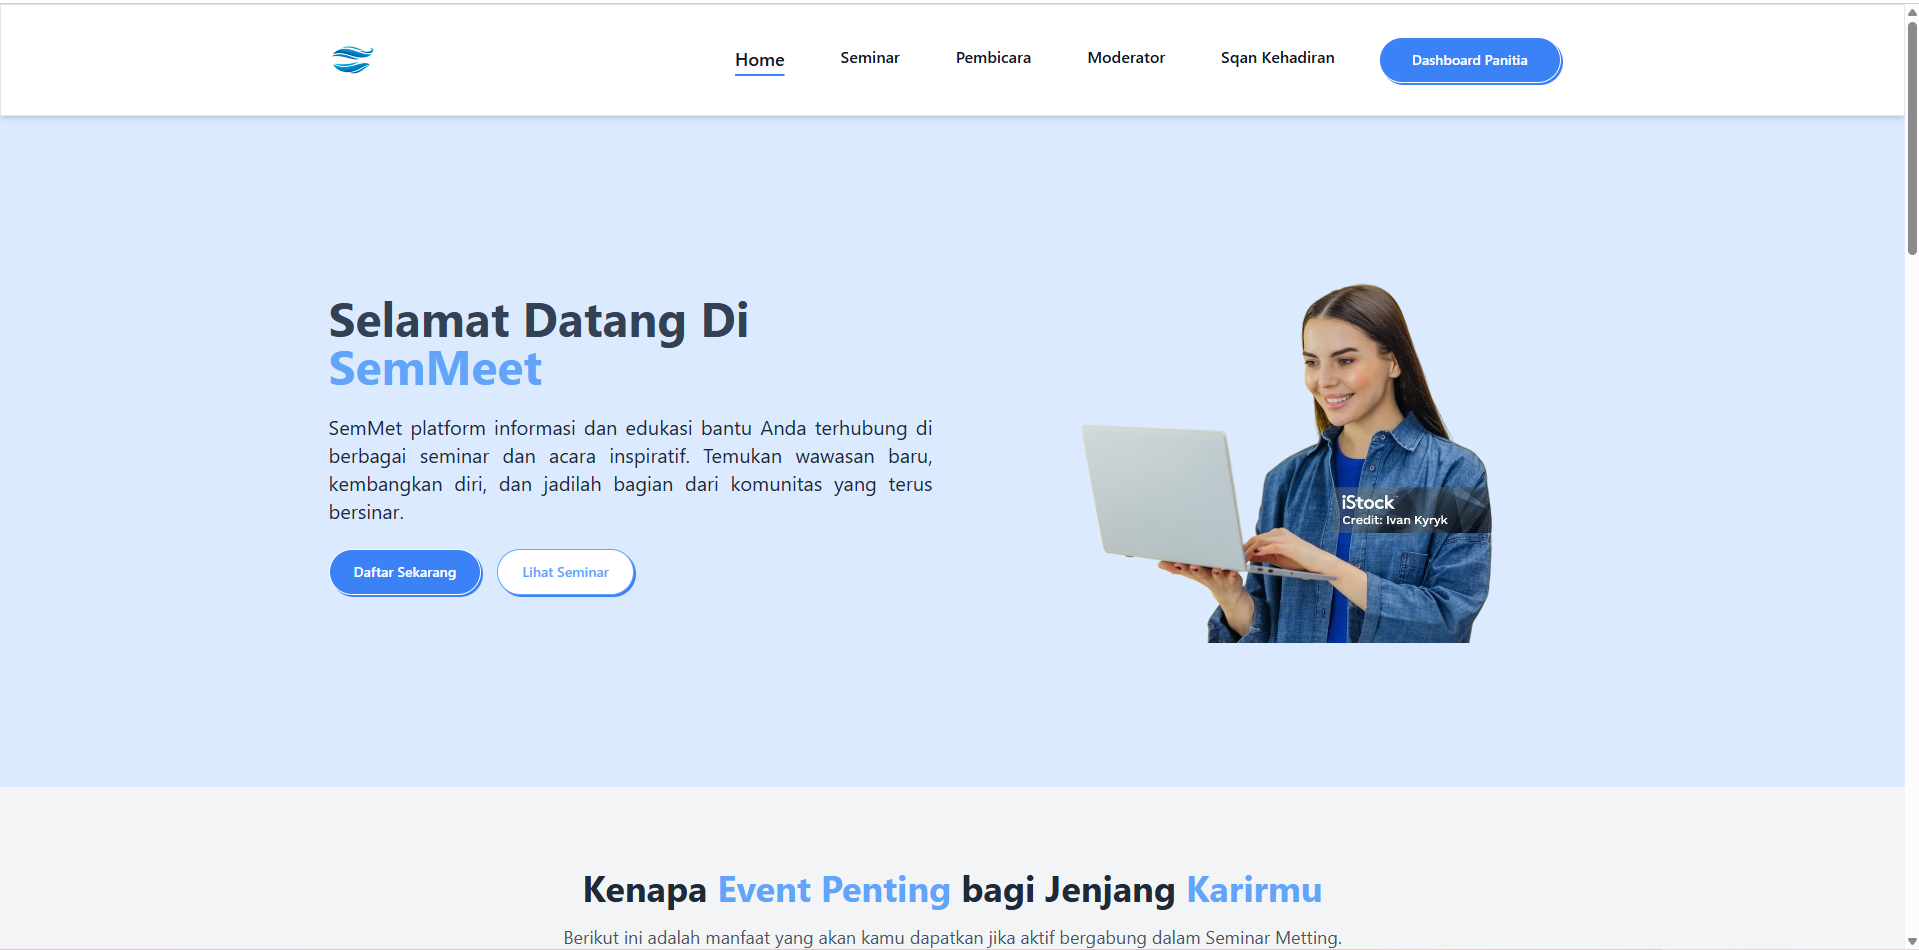 Home
Seminar
Pembicara
Moderator
Sqan Kehadiran
Dashboard Panitia
Selamat Datang Di
SemMeet
SemMet platform informasi dan edukasi bantu Anda terhubung di
berbagai seminar dan acara inspiratif. Temukan wawasan baru,
kembangkan diri, dan jadilah bagian dari komunitas yang terus
bersinar.
Daftar Sekarang
Lihat Seminar
iStock
Credit: Ivan Kyryk
Kenapa Event Penting bagi Jenjang Karirmu
Berikut ini adalah manfaat yang akan kamu dapatkan jika aktif bergabung dalam Seminar Metting.